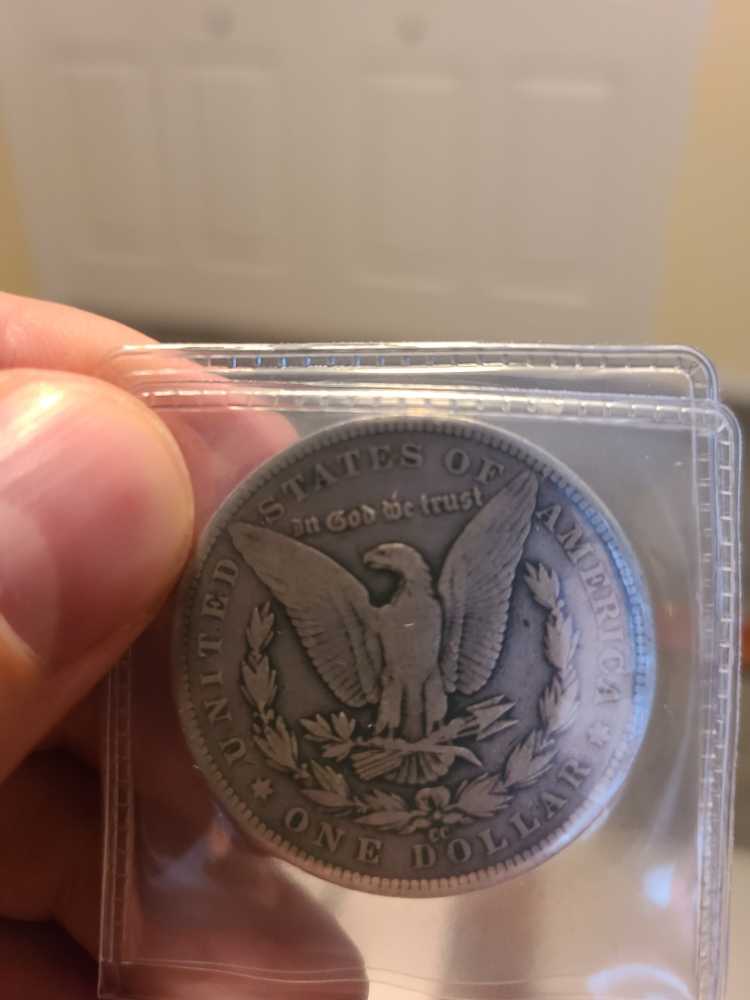 UNITED STATES OF AMERICA
In God We trust
CC
ONE DOLLAR